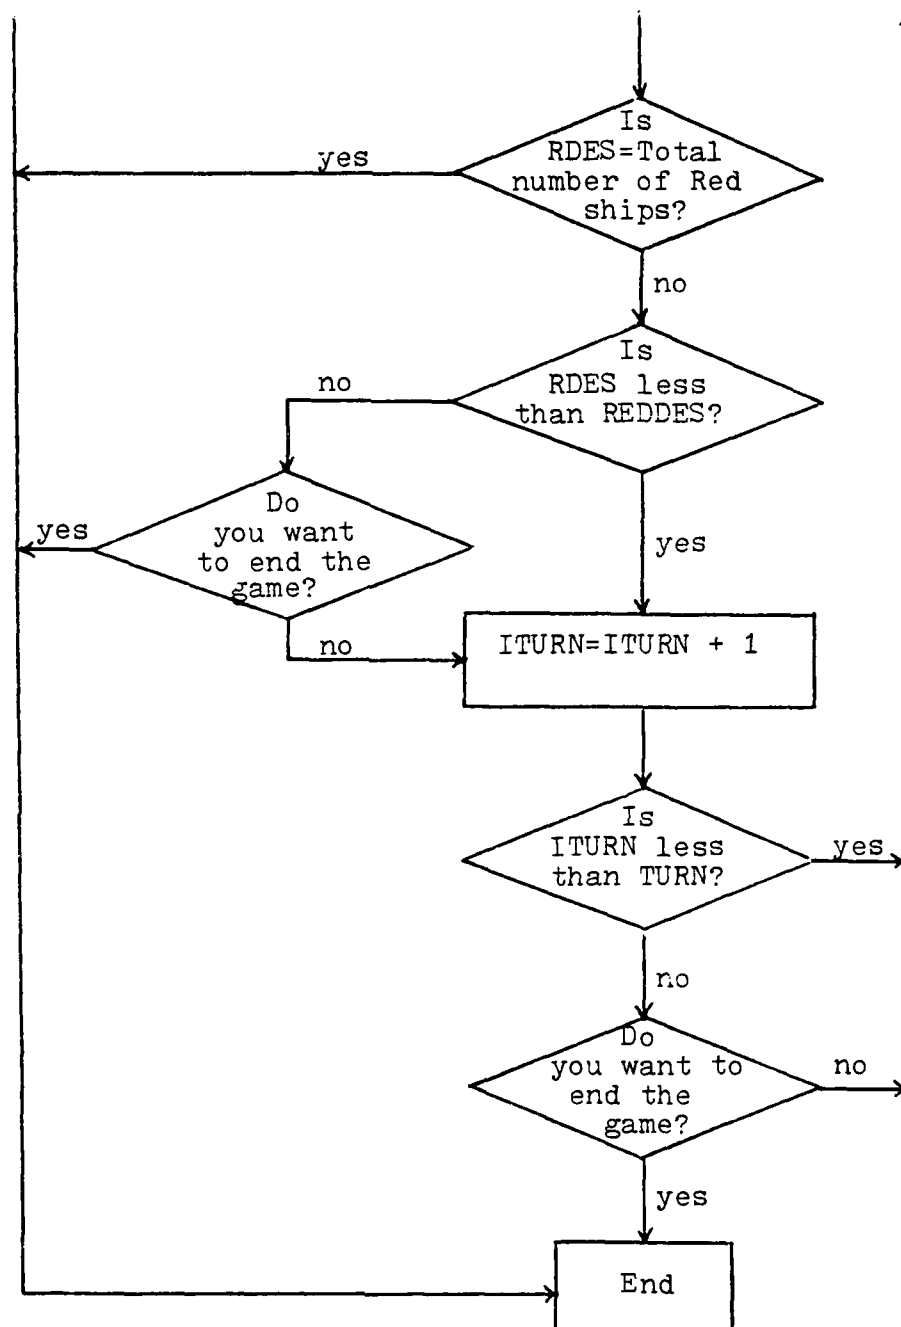 Is
RDES=Total
number of Red
ships?
yes
no
Is
RDES less
than REDDES?
no
yes
Do
you want
to end the
game?
yes
no
ITURN=ITURN + 1
Is
ITURN less
than TURN?
yes
no
Do
you want to
end the
game?
no
yes
End